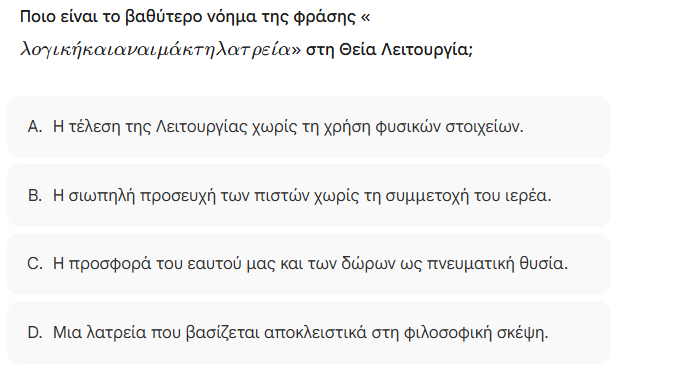 Ποιο είναι το βαθύτερο νόημα της φράσης «
λογικήκαιαναιμάκτηλατρεία» στη Θεία Λειτουργία;
A. Η τέλεση της Λειτουργίας χωρίς τη χρήση φυσικών στοιχείων.
B. Η σιωπηλή προσευχή των πιστών χωρίς τη συμμετοχή του ιερέα.
C. Η προσφορά του εαυτού μας και των δώρων ως πνευματική θυσία.
D. Μια λατρεία που βασίζεται αποκλειστικά στη φιλοσοφική σκέψη.